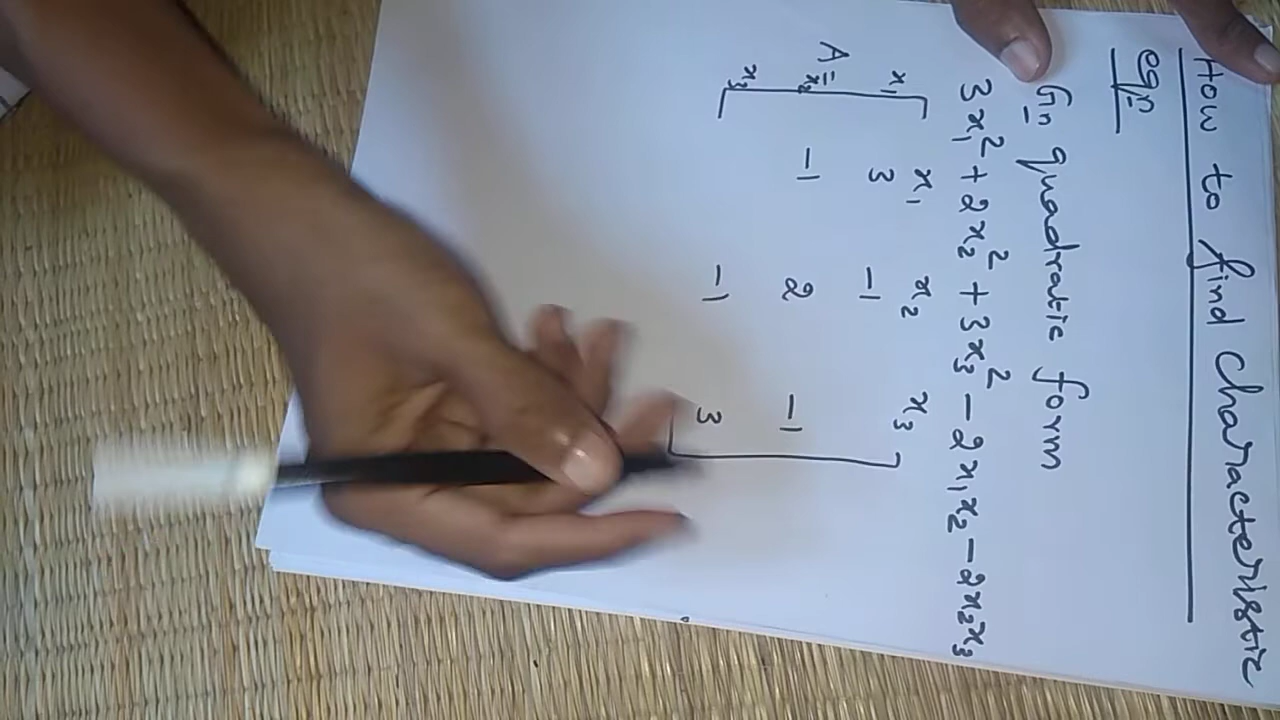 How to find characteristic
eqn
Gn quadratic form
3x₁² + 2x₂² + 3x₃² - 2x₁x₂ - 2x₂x₃
x₁ x₂ x₃
x₁ 3 -1
A = x₂ -1 2 -1
x₃ -1 3